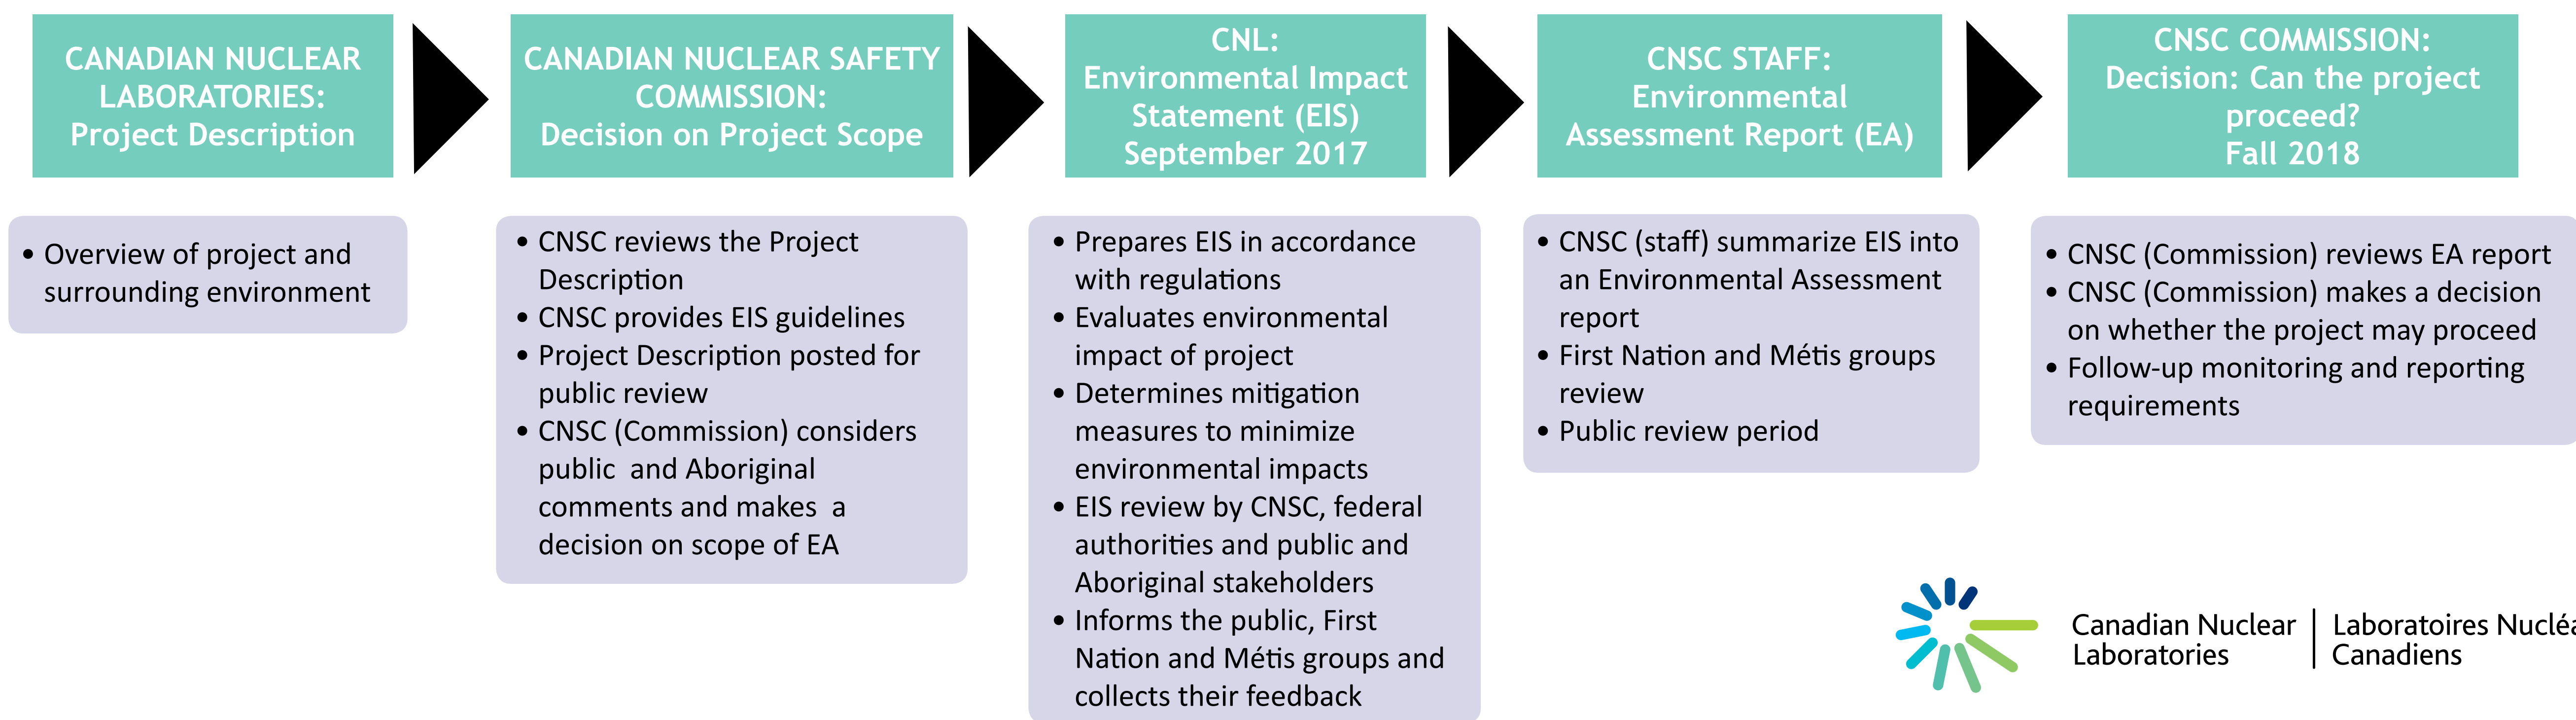 CANADIAN NUCLEAR
LABORATORIES:
Project Description
CANADIAN NUCLEAR SAFETY
COMMISSION:
Decision on Project Scope
CNL:
Environmental Impact
Statement (EIS)
September 2017
CNSC STAFF:
Environmental
Assessment Report (EA)
CNSC COMMISSION:
Decision: Can the project
proceed?
Fall 2018
• Overview of project and
surrounding environment
• CNSC reviews the Project
Description
• CNSC provides EIS guidelines
• Project Description posted for
public review
• CNSC (Commission) considers
public and Aboriginal
comments and makes a
decision on scope of EA
• Prepares EIS in accordance
with regulations
• Evaluates environmental
impact of project
• Determines mitigation
measures to minimize
environmental impacts
• EIS review by CNSC, federal
authorities and public and
Aboriginal stakeholders
• Informs the public, First
Nation and Métis groups and
collects their feedback
• CNSC (staff) summarize EIS into
an Environmental Assessment
report
• First Nation and Métis groups
review
• Public review period
• CNSC (Commission) reviews EA report
• CNSC (Commission) makes a decision
on whether the project may proceed
• Follow-up monitoring and reporting
requirements
Canadian Nuclear
Laboratories
Laboratoires
Canadiens